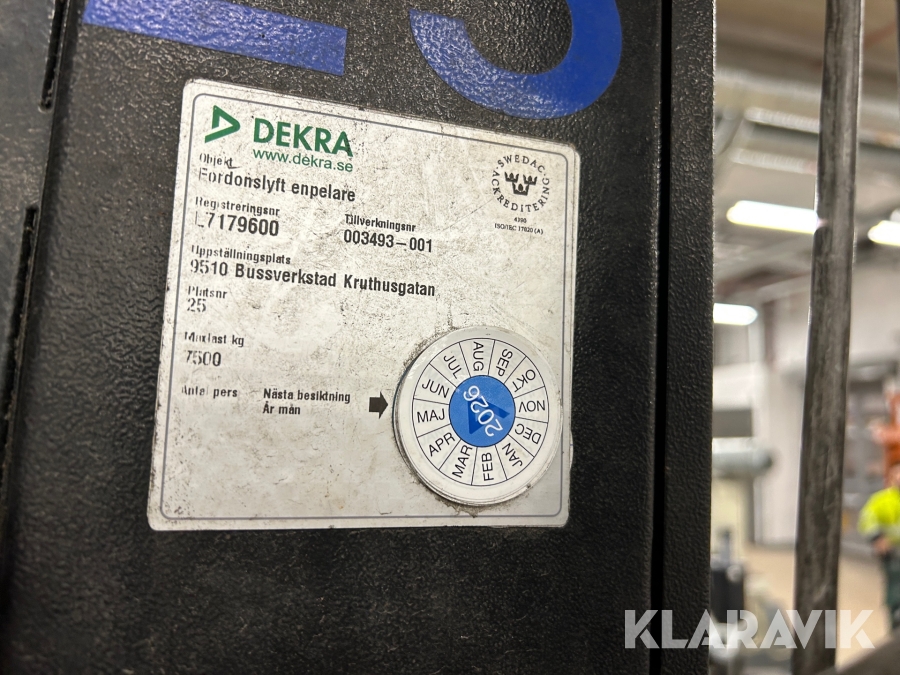 DEKRA
www.dekra.se
SWEDAC
ACKREDITERING
4390
ISO/IEC 17020 (A)
Objekt
Fordonslyft enpelare
Registreringsnr
L7179600
Tillverkningsnr
003493-001
Uppställningsplats
9510 Bussverkstad Kruthusgatan
Platsnr
25
Maxlast kg
7500
Antal pers
Nästa besiktning
År mån
JAN
FEB
MAR
APR
MAJ
JUN
JUL
AUG
SEP
OKT
NOV
DEC
2026
KLARAVIK